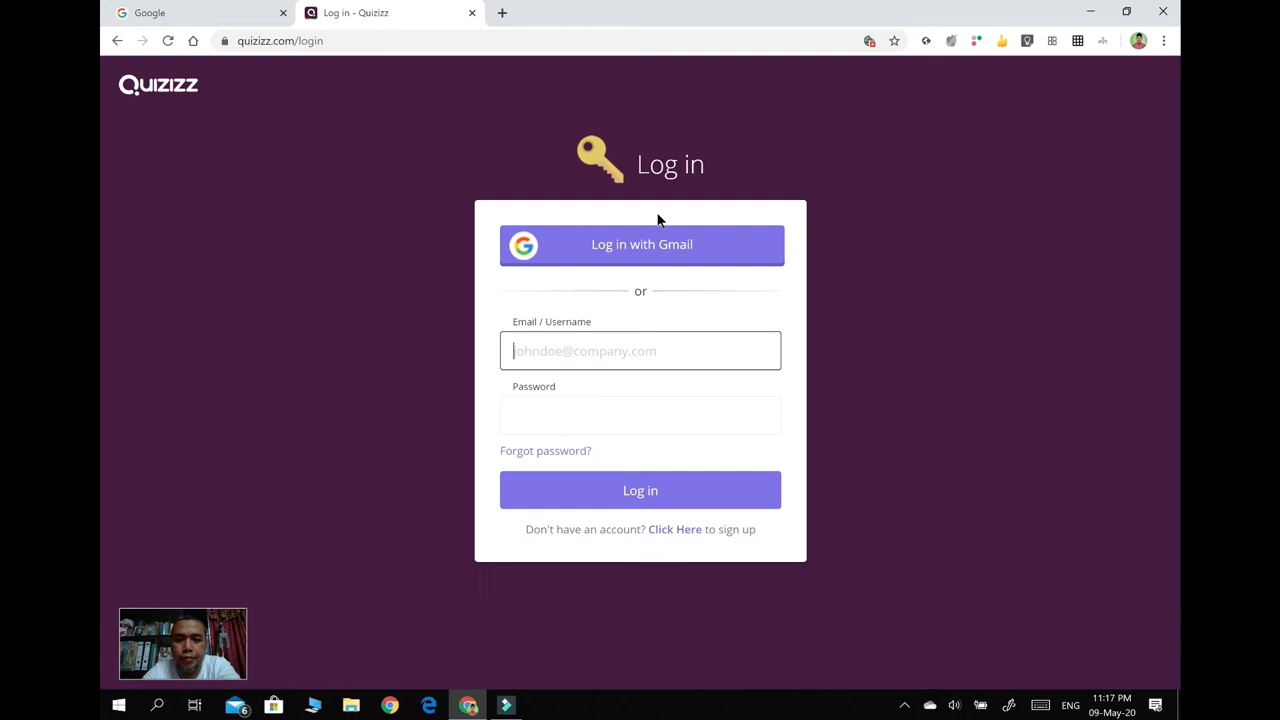 Google
Log in - Quizizz
quizizz.com/login
Quizizz
Log in
Log in with Gmail
or
Email / Username
johndoe@company.com
Password
Forgot password?
Log in
Don't have an account? Click Here to sign up
6
ENG
11:17 PM
09-May-20